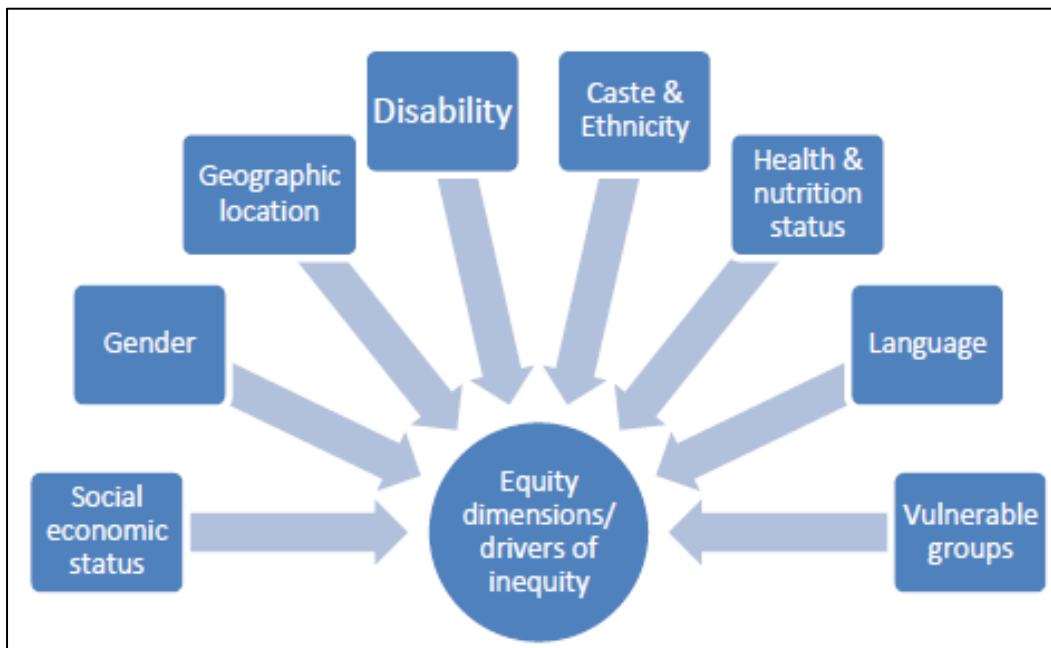 Disability
Caste &
Ethnicity
Geographic
location
Health &
nutrition
status
Gender
Language
Social
economic
status
Equity
dimensions/
drivers of
inequity
Vulnerable
groups